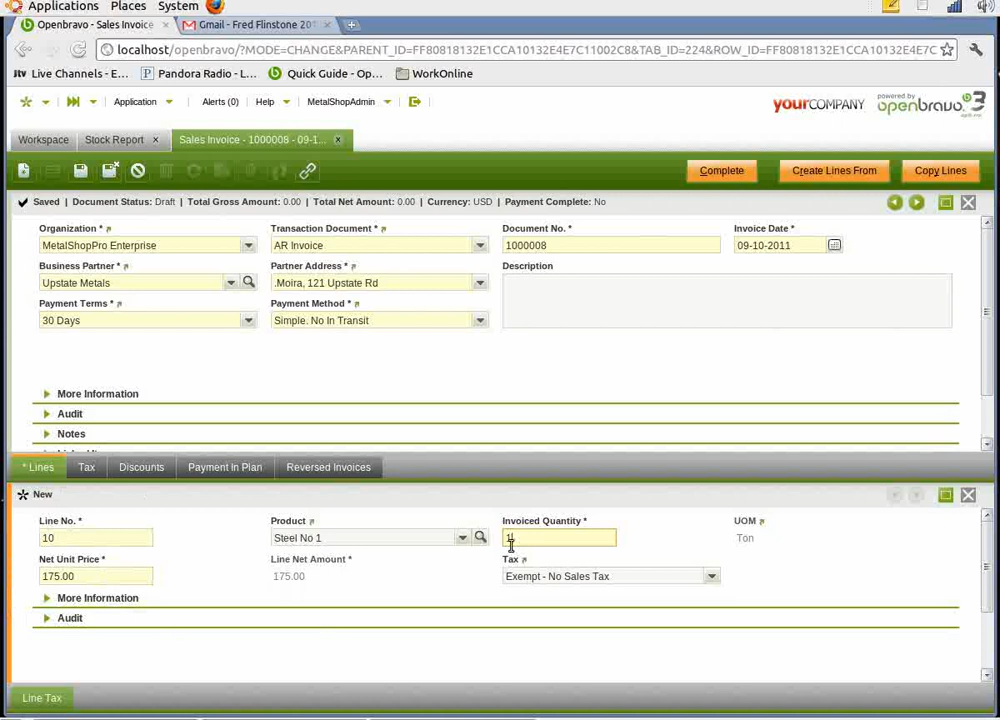 Applications Places System
Openbravo - Sales Invoice
Gmail - Fred Flinstone 20
localhost/openbravo/?MODE=CHANGE&PARENT_ID=FF80818132E1CCA10132E4E7C11002C8&TAB_ID=224&ROW_ID=FF80818132E1CCA10132E4E7C
Live Channels - E... Pandora Radio - L... Quick Guide - Op... WorkOnline
Application Alerts (0) Help MetalShopAdmin
yourCOMPANY
powered by
openbravo 3
Workspace Stock Report Sales Invoice - 1000008 - 09-1...
Complete Create Lines From Copy Lines
Saved | Document Status: Draft | Total Gross Amount: 0.00 | Total Net Amount: 0.00 | Currency: USD | Payment Complete: No
Organization * Transaction Document * Document No. * Invoice Date *
MetalShopPro Enterprise AR Invoice 1000008 09-10-2011
Business Partner * Partner Address * Description
Upstate Metals .Moira, 121 Upstate Rd
Payment Terms * Payment Method *
30 Days Simple. No In Transit
More Information
Audit
Notes
* Lines Tax Discounts Payment In Plan Reversed Invoices
New
Line No. * Product Invoiced Quantity * UOM
10 Steel No 1 1 Ton
Net Unit Price * Line Net Amount * Tax
175.00 175.00 Exempt - No Sales Tax
More Information
Audit
Line Tax